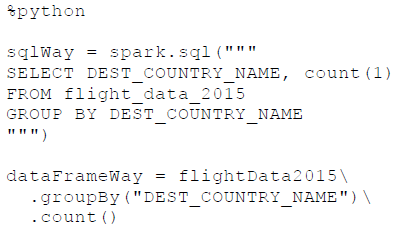 %python
sqlWay = spark.sql("""
SELECT DEST_COUNTRY_NAME, count(1)
FROM flight_data_2015
GROUP BY DEST_COUNTRY_NAME
""")
dataFrameWay = flightData2015\
  .groupBy("DEST_COUNTRY_NAME")\
  .count()